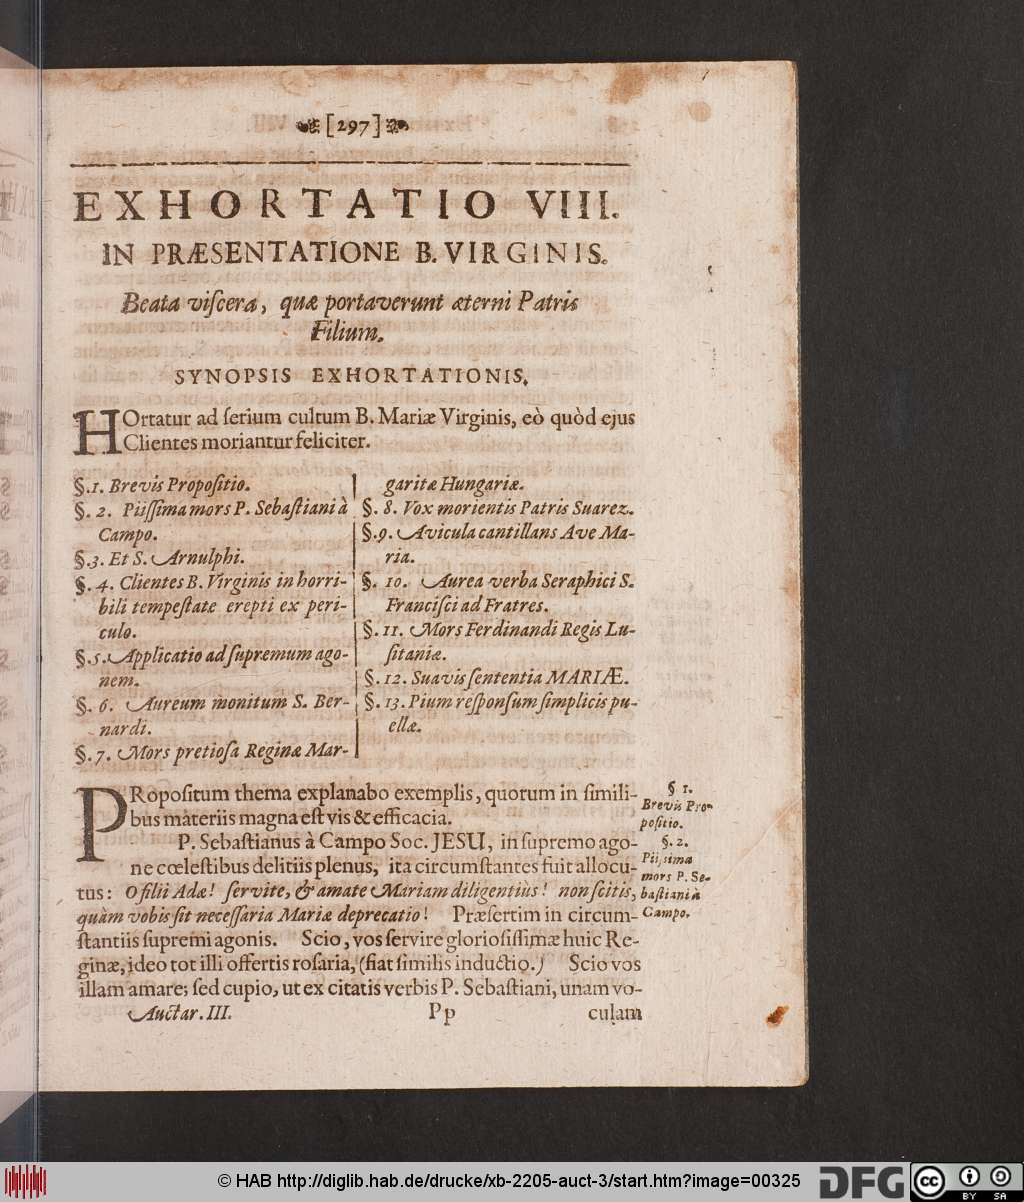 [297]
EXHORTATIO VIII.
IN PRÆSENTATIONE B. VIRGINIS.
Beata viſcera, quæ portaverunt æterni Patris
Filium.
SYNOPSIS EXHORTATIONIS.
HOrtatur ad ſerium cultum B. Mariæ Virginis, eò quòd ejus
Clientes moriantur feliciter.
§. 1. Brevis Propoſitio.
§. 2. Piiſſima mors P. Sebaſtiani à
Campo.
§. 3. Et S. Arnulphi.
§. 4. Clientes B. Virginis in horri-
bili tempeſtate erepti ex peri-
culo.
§. 5. Applicatio ad ſupremum ago-
nem.
§. 6. Aureum monitum S. Ber-
nardi.
§. 7. Mors pretioſa Reginæ Mar-
garitæ Hungariæ.
§. 8. Vox morientis Patris Suarez.
§. 9. Avicula cantillans Ave Ma-
ria.
§. 10. Aurea verba Seraphici S.
Franciſci ad Fratres.
§. 11. Mors Ferdinandi Regis Lu-
ſitaniæ.
§. 12. Suavis ſententia MARIÆ.
§. 13. Pium reſponſum ſimplicis pu-
ellæ.
PRopoſitum thema explanabo exemplis, quorum in ſimili-
bus materiis magna eſt vis & efficacia.
P. Sebaſtianus à Campo Soc. JESU, in ſupremo ago-
ne cœleſtibus delitiis plenus, ita circumſtantes fuit allocu-
tus: O filii Adæ! ſervite, & amate Mariam diligentiùs! non ſcitis,
quàm vobis ſit neceſſaria Mariæ deprecatio! Præſertim in circum-
ſtantiis ſupremi agonis. Scio, vos ſervire glorioſiſſimæ huic Re-
ginæ, ideo tot illi offertis roſaria, (fiat ſimilis inductio.) Scio vos
illam amare; ſed cupio, ut ex citatis verbis P. Sebaſtiani, unam vo-
Auctar. III. Pp culam
§ 1.
Brevis Pro-
poſitio.
§. 2.
Piiſſima
mors P. Se-
baſtiani à
Campo.
© HAB http://diglib.hab.de/drucke/xb-2205-auct-3/start.htm?image=00325
DFG
cc
BY SA